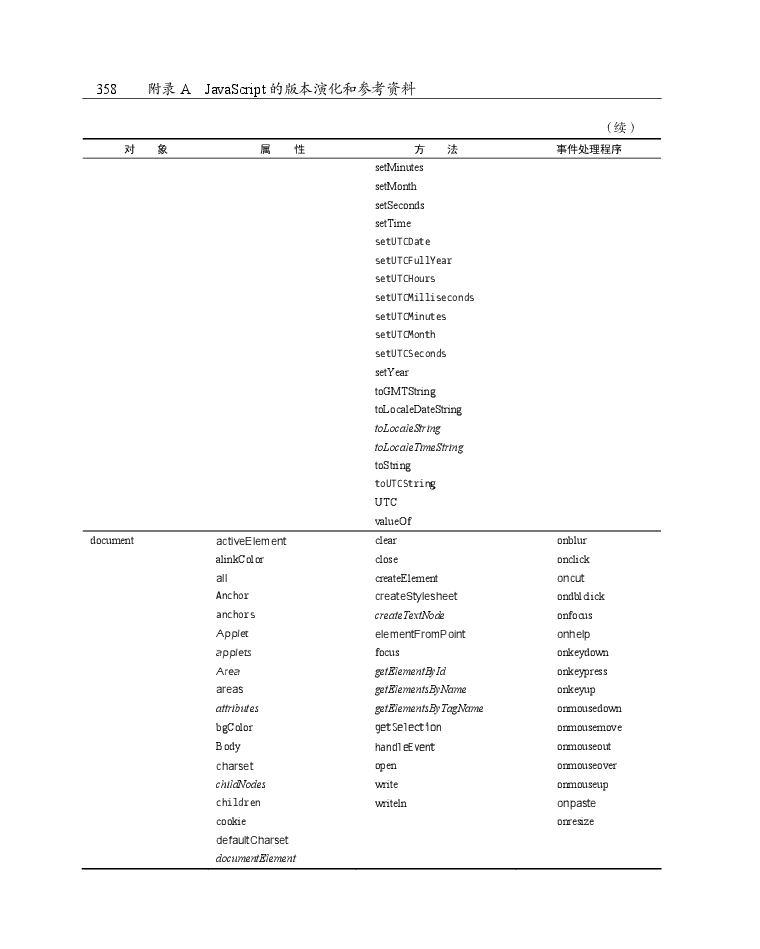 358 附录 A JavaScript 的版本演化和参考资料
（续）
对 象 属 性 方 法 事件处理程序
setMinutes
setMonth
setSeconds
setTime
setUTCDate
setUTCFullYear
setUTCHours
setUTCMilliseconds
setUTCMinutes
setUTCMonth
setUTCSeconds
setYear
toGMTString
toLocaleDateString
toLocaleString
toLocaleTimeString
toString
toUTCString
UTC
valueOf
document activeElement clear onblur
alinkColor close onclick
all createElement oncut
Anchor createStylesheet ondblclick
anchors createTextNode onfocus
Applet elementFromPoint onhelp
applets focus onkeydown
Area getElementById onkeypress
areas getElementsByName onkeyup
attributes getElementsByTagName onmousedown
bgColor getSelection onmousemove
Body handleEvent onmouseout
charset open onmouseover
childNodes write onmouseup
children writeln onpaste
cookie onresize
defaultCharset
documentElement